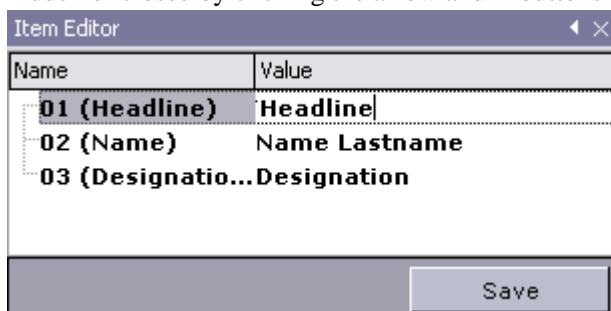 Item Editor
Name Value
01 (Headline) Headline
02 (Name) Name Lastname
03 (Designatio... Designation
Save